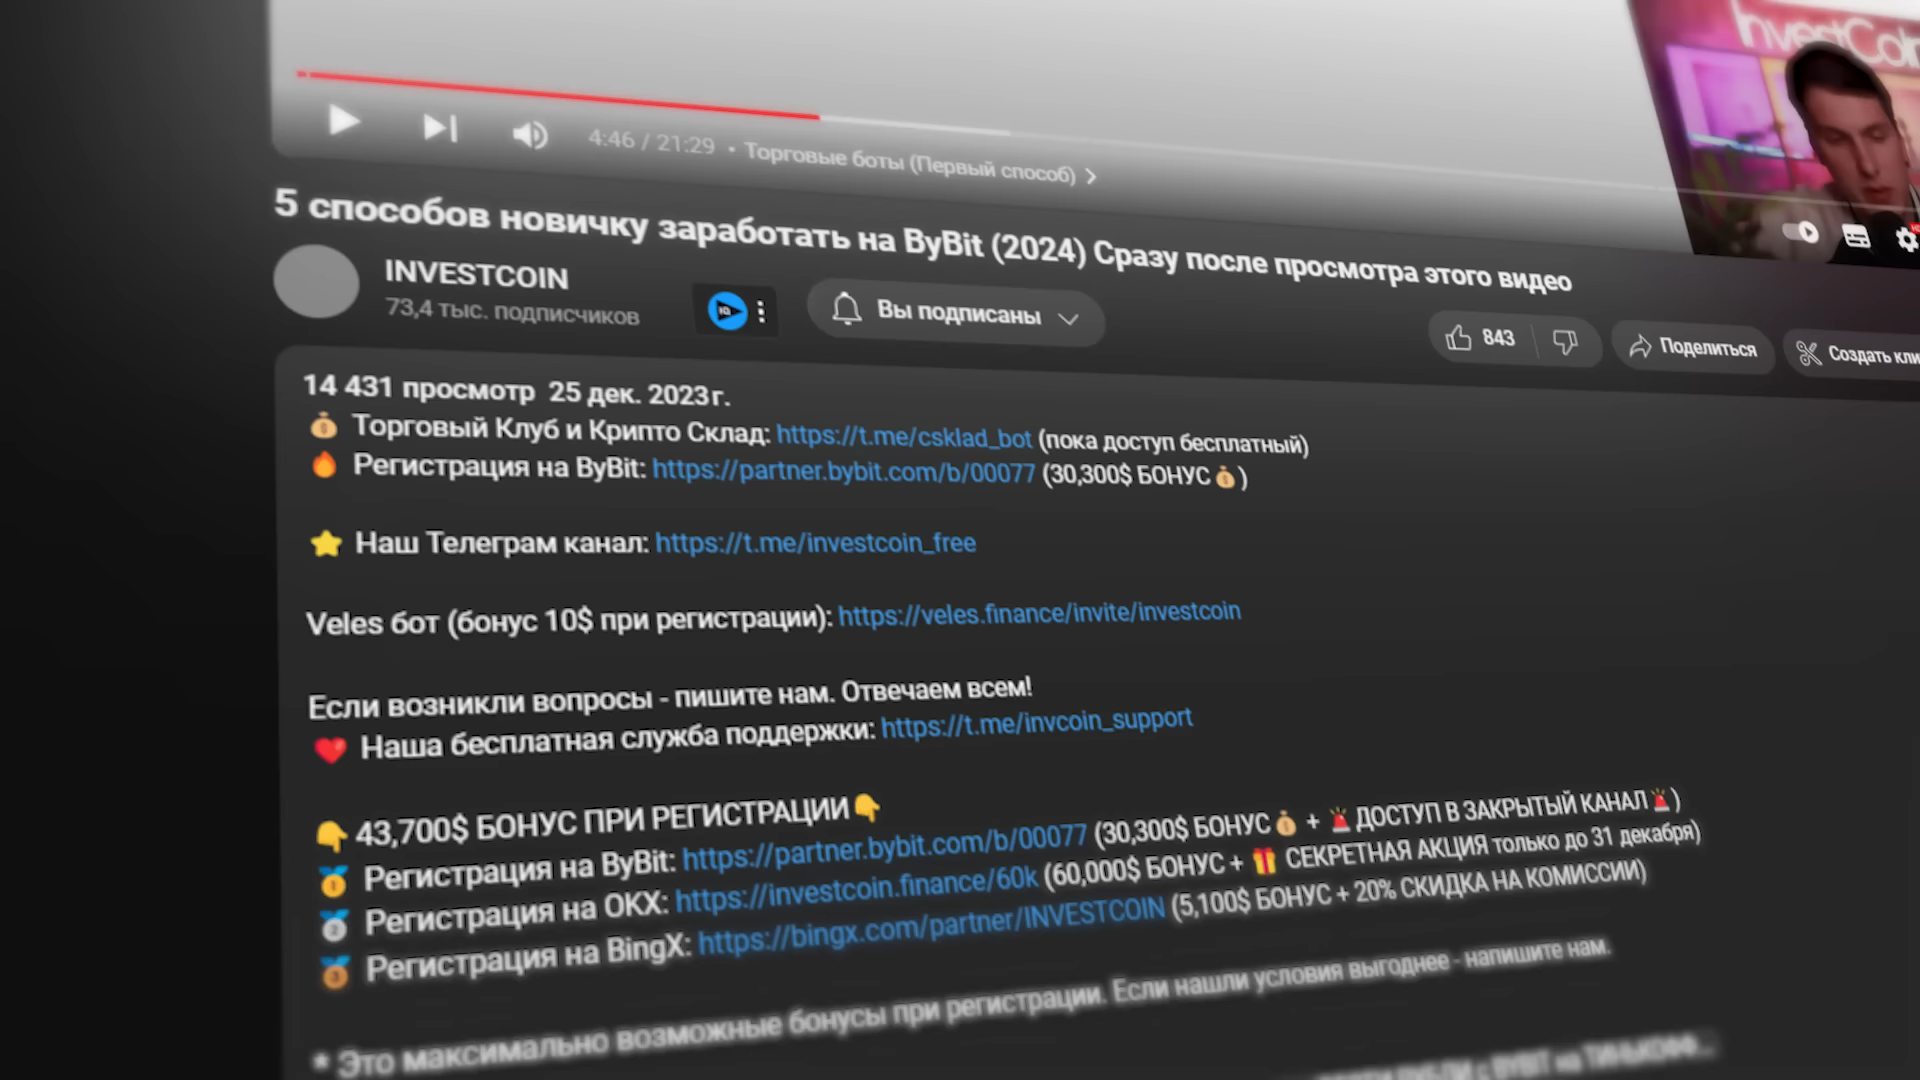 InvestCoin
4:46 / 21:29 • Торговые боты (Первый способ) >
5 способов новичку заработать на ByBit (2024) Сразу после просмотра этого видео
INVESTCOIN
73,4 тыс. подписчиков
Вы подписаны
843
Поделиться
Создать кли
14 431 просмотр 25 дек. 2023 г.
💰 Торговый Клуб и Крипто Склад: https://t.me/csklad_bot (пока доступ бесплатный)
🔥 Регистрация на ByBit: https://partner.bybit.com/b/00077 (30,300$ БОНУС💰)
⭐ Наш Телеграм канал: https://t.me/investcoin_free
Veles бот (бонус 10$ при регистрации): https://veles.finance/invite/investcoin
Если возникли вопросы - пишите нам. Отвечаем всем!
❤️ Наша бесплатная служба поддержки: https://t.me/invcoin_support
👇 43,700$ БОНУС ПРИ РЕГИСТРАЦИИ👇
🥇 Регистрация на ByBit: https://partner.bybit.com/b/00077 (30,300$ БОНУС💰 + 🚨ДОСТУП В ЗАКРЫТЫЙ КАНАЛ🚨)
🥈 Регистрация на OKX: https://investcoin.finance/60k (60,000$ БОНУС + 🎁 СЕКРЕТНАЯ АКЦИЯ только до 31 декабря)
🥉 Регистрация на BingX: https://bingx.com/partner/INVESTCOIN (5,100$ БОНУС + 20% СКИДКА НА КОМИССИИ)
* Это максимально возможные бонусы при регистрации. Если нашли условия выгоднее - напишите нам.
с BYBIT на ТИНЬКОФФ...